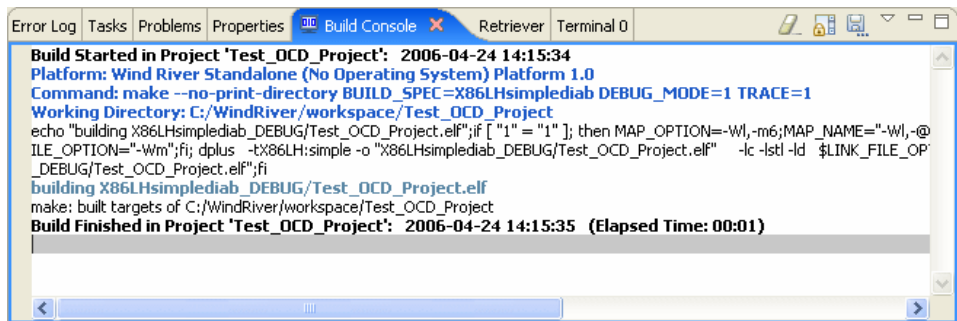 Error Log Tasks Problems Properties Build Console Retriever Terminal 0
Build Started in Project 'Test_OCD_Project': 2006-04-24 14:15:34
Platform: Wind River Standalone (No Operating System) Platform 1.0
Command: make --no-print-directory BUILD_SPEC=X86LHsimplediab DEBUG_MODE=1 TRACE=1
Working Directory: C:/WindRiver/workspace/Test_OCD_Project
echo "building X86LHsimplediab_DEBUG/Test_OCD_Project.elf";if [ "1" = "1" ]; then MAP_OPTION=-Wl,-m6;MAP_NAME="-Wl,-@
ILE_OPTION="-Wm";fi; dplus -tX86LH:simple -o "X86LHsimplediab_DEBUG/Test_OCD_Project.elf" -lc -lstl -ld $LINK_FILE_OP
_DEBUG/Test_OCD_Project.elf";fi
building X86LHsimplediab_DEBUG/Test_OCD_Project.elf
make: built targets of C:/WindRiver/workspace/Test_OCD_Project
Build Finished in Project 'Test_OCD_Project': 2006-04-24 14:15:35 (Elapsed Time: 00:01)